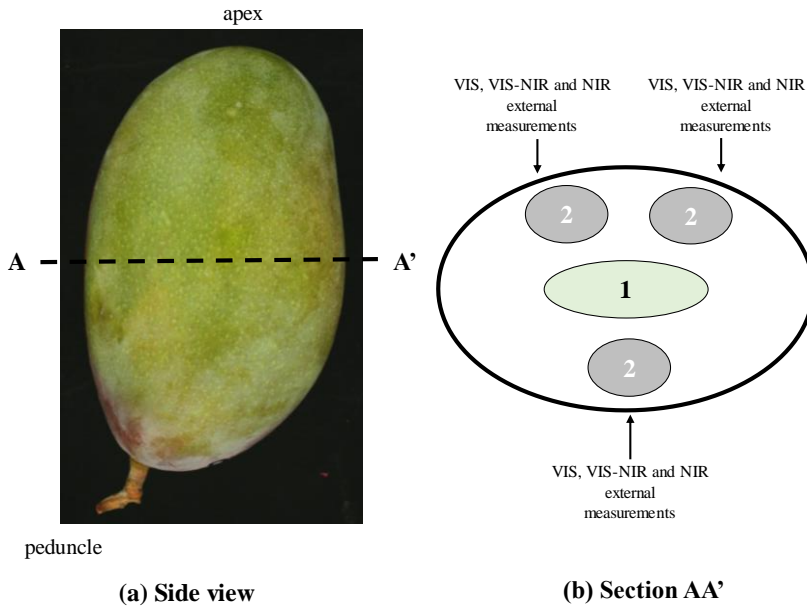 apex
VIS, VIS-NIR and NIR
external
measurements
VIS, VIS-NIR and NIR
external
measurements
2
2
A
A’
1
2
VIS, VIS-NIR and NIR
external
measurements
peduncle
(a) Side view
(b) Section AA’